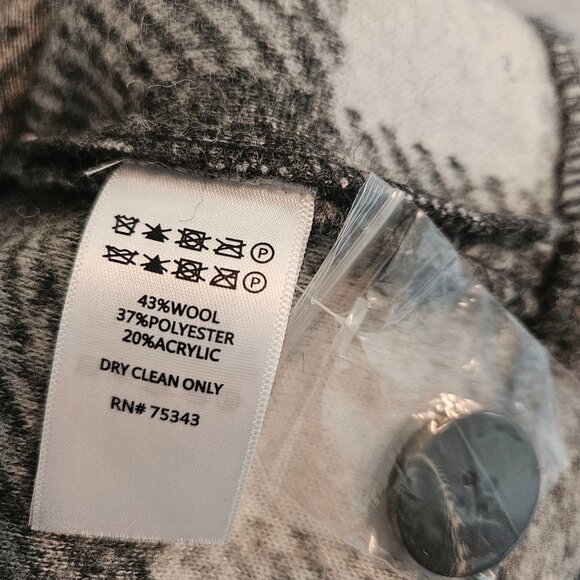 P
P
43%WOOL
37%POLYESTER
20%ACRYLIC
DRY CLEAN ONLY
RN# 75343